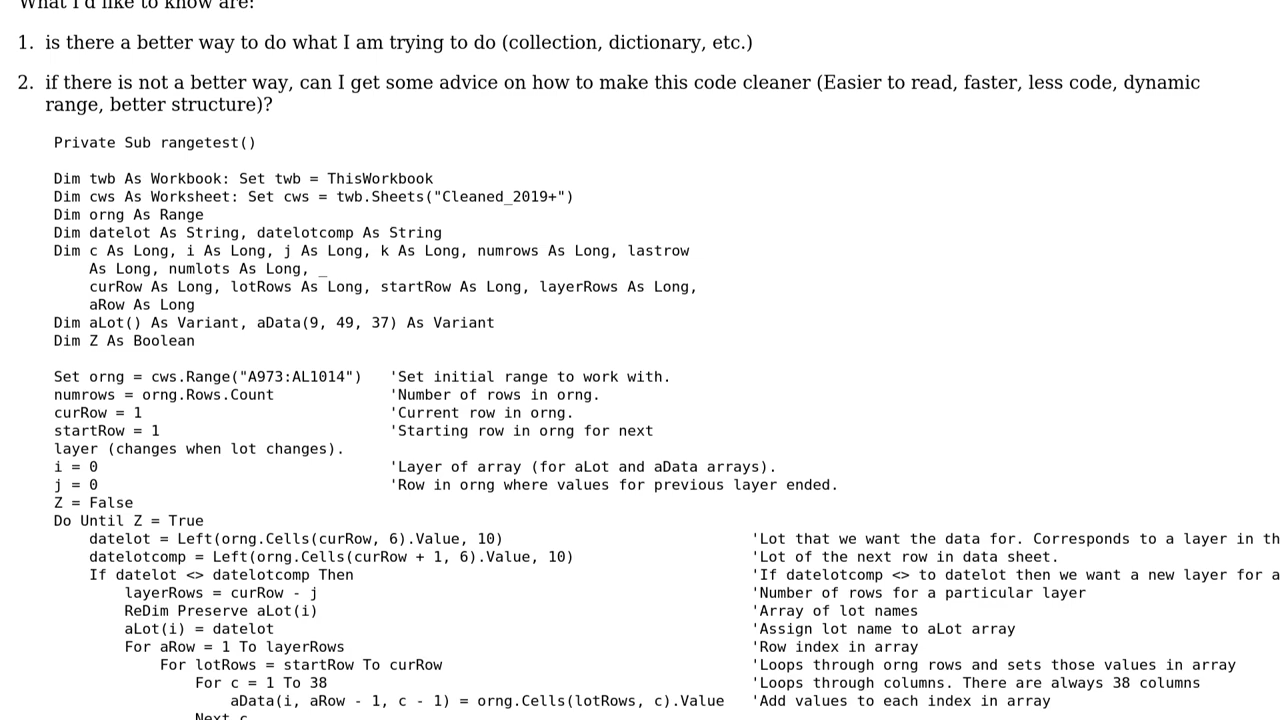 What I'd like to know are:
1. is there a better way to do what I am trying to do (collection, dictionary, etc.)
2. if there is not a better way, can I get some advice on how to make this code cleaner (Easier to read, faster, less code, dynamic
range, better structure)?
Private Sub rangetest()
Dim twb As Workbook: Set twb = ThisWorkbook
Dim cws As Worksheet: Set cws = twb.Sheets("Cleaned_2019+")
Dim orng As Range
Dim datelot As String, datelotcomp As String
Dim c As Long, i As Long, j As Long, k As Long, numrows As Long, lastrow
    As Long, numlots As Long, _
    curRow As Long, lotRows As Long, startRow As Long, layerRows As Long,
    aRow As Long
Dim aLot() As Variant, aData(9, 49, 37) As Variant
Dim Z As Boolean
Set orng = cws.Range("A973:AL1014")   'Set initial range to work with.
numrows = orng.Rows.Count             'Number of rows in orng.
curRow = 1                            'Current row in orng.
startRow = 1                          'Starting row in orng for next
layer (changes when lot changes).
i = 0                                 'Layer of array (for aLot and aData arrays).
j = 0                                 'Row in orng where values for previous layer ended.
Z = False
Do Until Z = True
    datelot = Left(orng.Cells(curRow, 6).Value, 10)                            'Lot that we want the data for. Corresponds to a layer in th
    datelotcomp = Left(orng.Cells(curRow + 1, 6).Value, 10)                    'Lot of the next row in data sheet.
    If datelot <> datelotcomp Then                                             'If datelotcomp <> to datelot then we want a new layer for a
        layerRows = curRow - j                                                 'Number of rows for a particular layer
        ReDim Preserve aLot(i)                                                 'Array of lot names
        aLot(i) = datelot                                                      'Assign lot name to aLot array
        For aRow = 1 To layerRows                                              'Row index in array
            For lotRows = startRow To curRow                                   'Loops through orng rows and sets those values in array
                For c = 1 To 38                                                'Loops through columns. There are always 38 columns
                    aData(i, aRow - 1, c - 1) = orng.Cells(lotRows, c).Value   'Add values to each index in array
                Next c